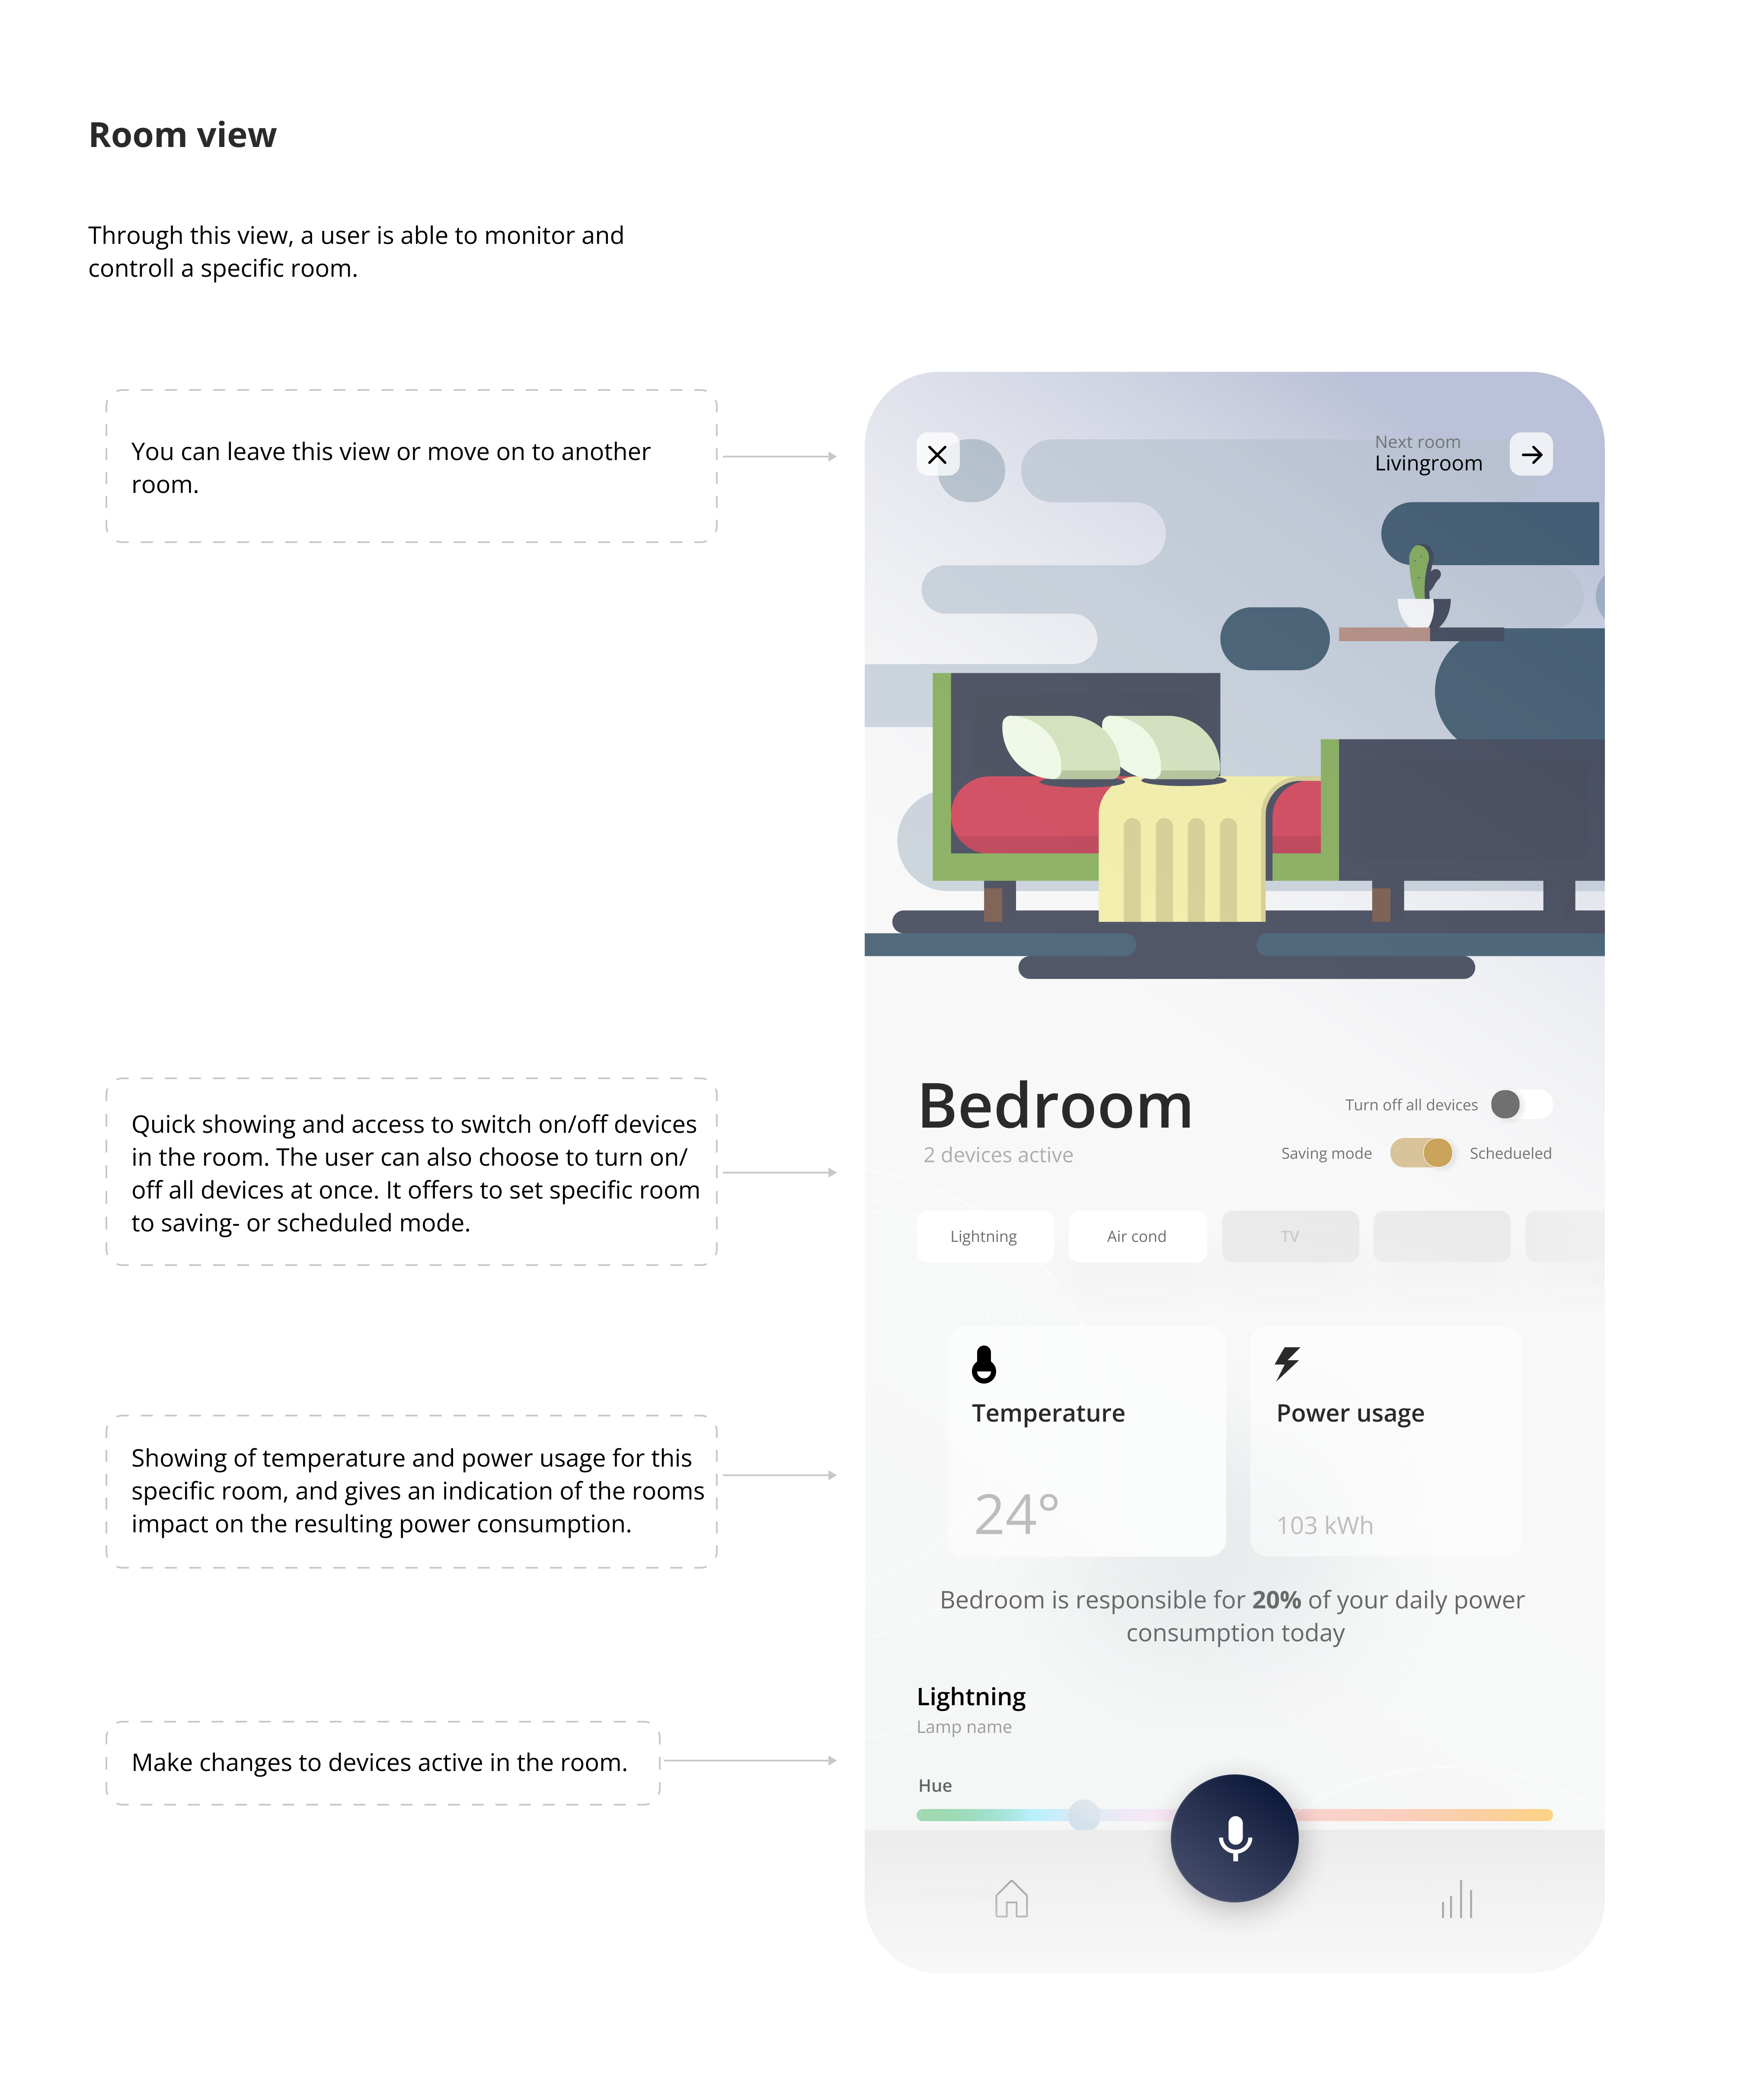 Room view
Through this view, a user is able to monitor and
controll a specific room.
You can leave this view or move on to another
room.
Next room
Livingroom
Quick showing and access to switch on/off devices
in the room. The user can also choose to turn on/
off all devices at once. It offers to set specific room
to saving- or scheduled mode.
Bedroom
2 devices active
Turn off all devices
Saving mode
Schedueled
Lightning
Air cond
TV
Showing of temperature and power usage for this
specific room, and gives an indication of the rooms
impact on the resulting power consumption.
Temperature
24°
Power usage
103 kWh
Bedroom is responsible for 20% of your daily power
consumption today
Make changes to devices active in the room.
Lightning
Lamp name
Hue